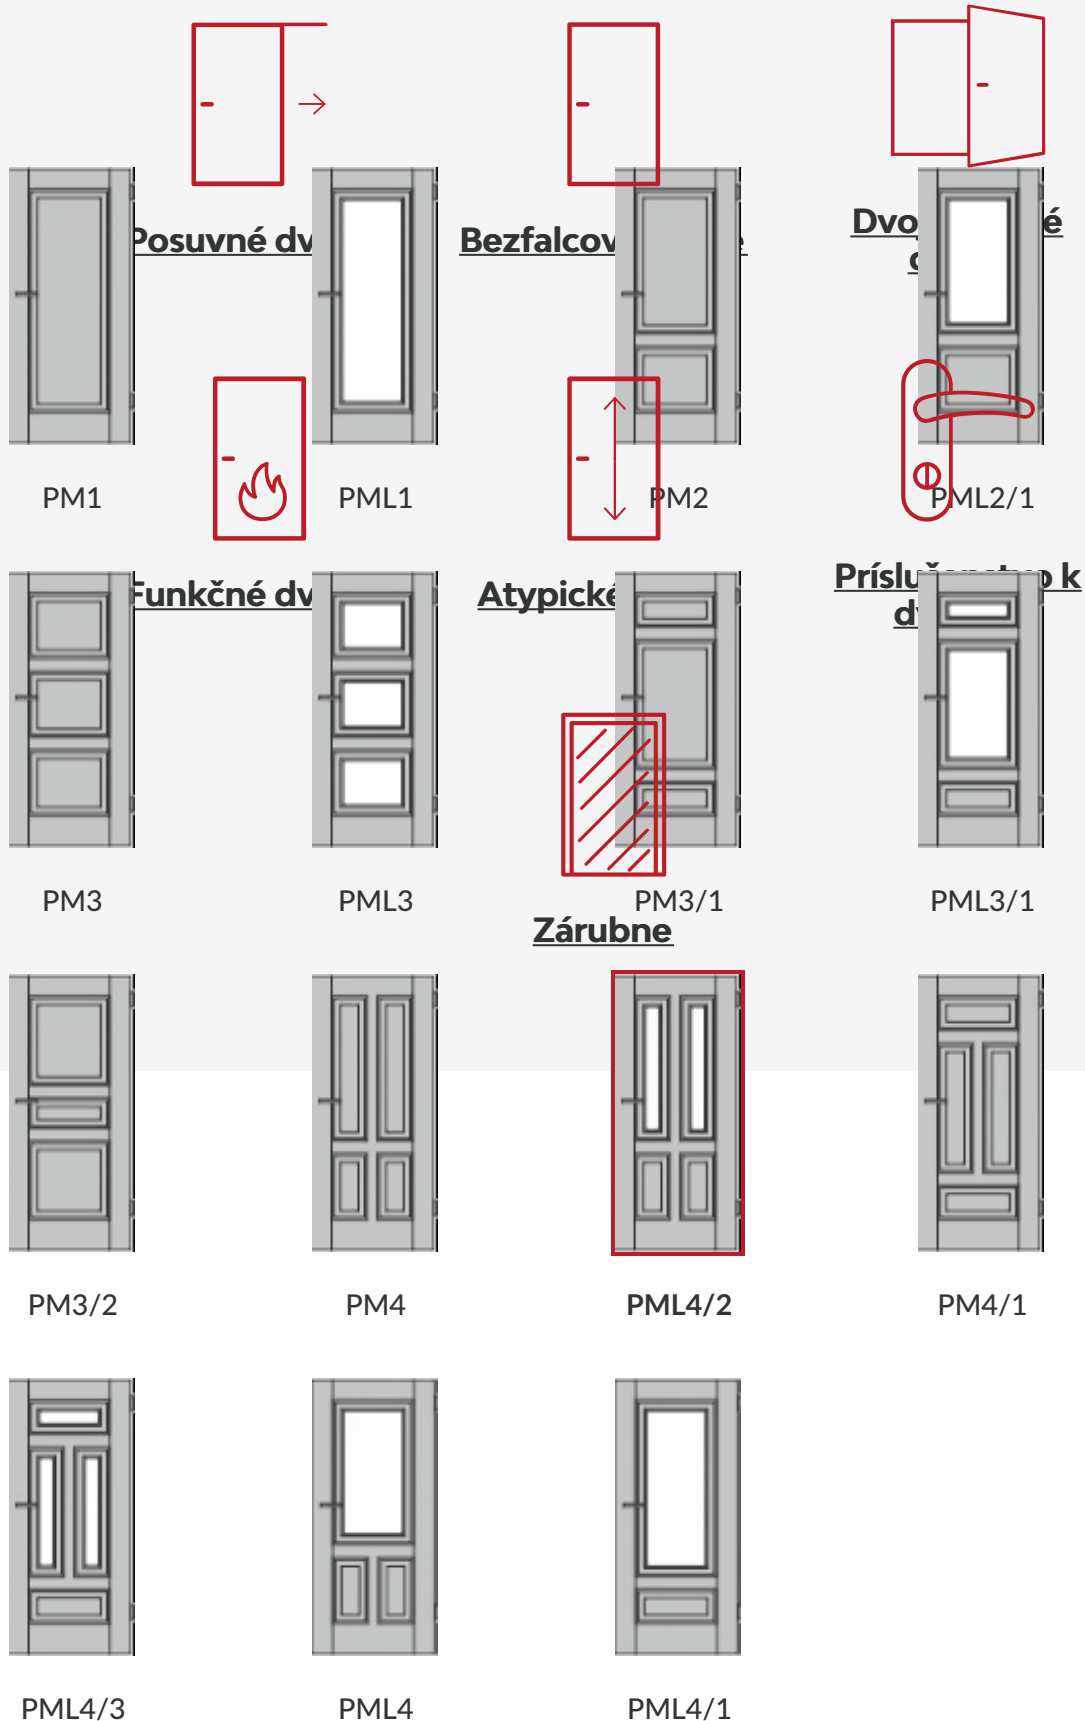 Posuvné dv
Bezfalcov
Dvo
PM1
PML1
PM2
PML2/1
Funkčné dv
Atypické
Príslu o k
PM3
PML3
PM3/1
PML3/1
Zárubne
PM3/2
PM4
PML4/2
PM4/1
PML4/3
PML4
PML4/1